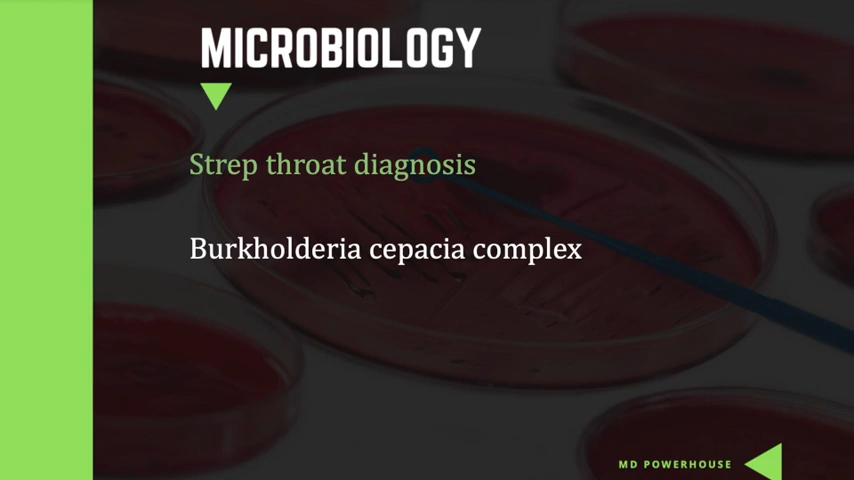 MICROBIOLOGY
Strep throat diagnosis
Burkholderia cepacia complex
MD POWERHOUSE